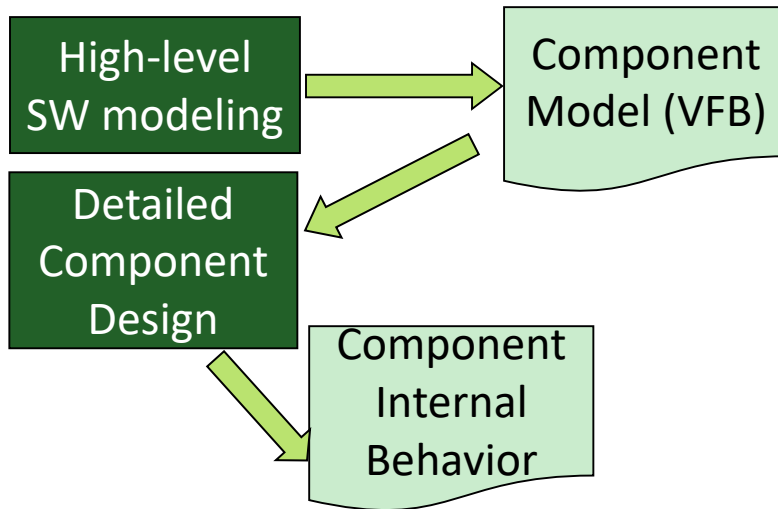 High-level
SW modeling
Component
Model (VFB)
Detailed
Component
Design
Component
Internal
Behavior